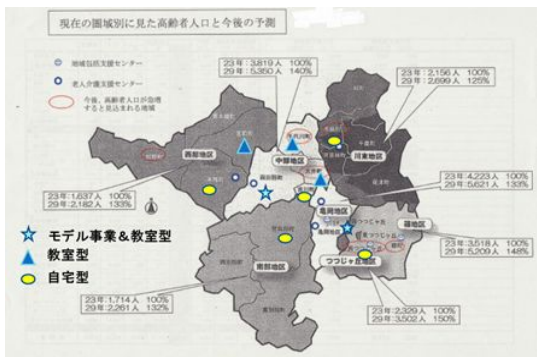 現在の圏域別に見た高齢者人口と今後の予測
地域包括支援センター
老人介護支援センター
今後、高齢者人口が急増
すると見込まれる地域
23年:3,819人 100%
29年:5,350人 140%
23年:2,156人 100%
29年:2,699人 125%
西部地区
中部地区
川東地区
23年:1,637人 100%
29年:2,182人 133%
23年:4,223人 100%
29年:5,621人 133%
亀岡地区
篠地区
23年:3,518人 100%
29年:5,209人 148%
つつじヶ丘地区
南部地区
モデル事業&教室型
教室型
自宅型
23年:1,714人 100%
29年:2,261人 132%
23年:2,329人 100%
29年:3,502人 150%